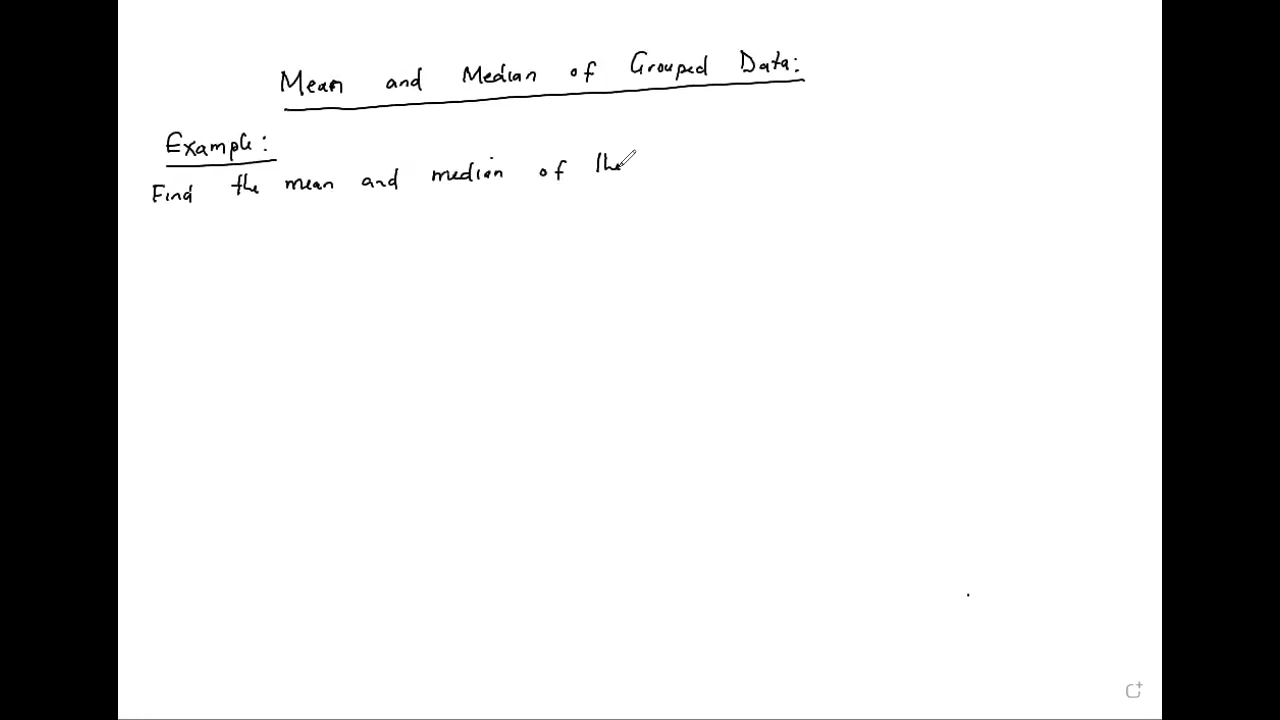 Mean and Median of Grouped Data:
Example:
Find the mean and median of the